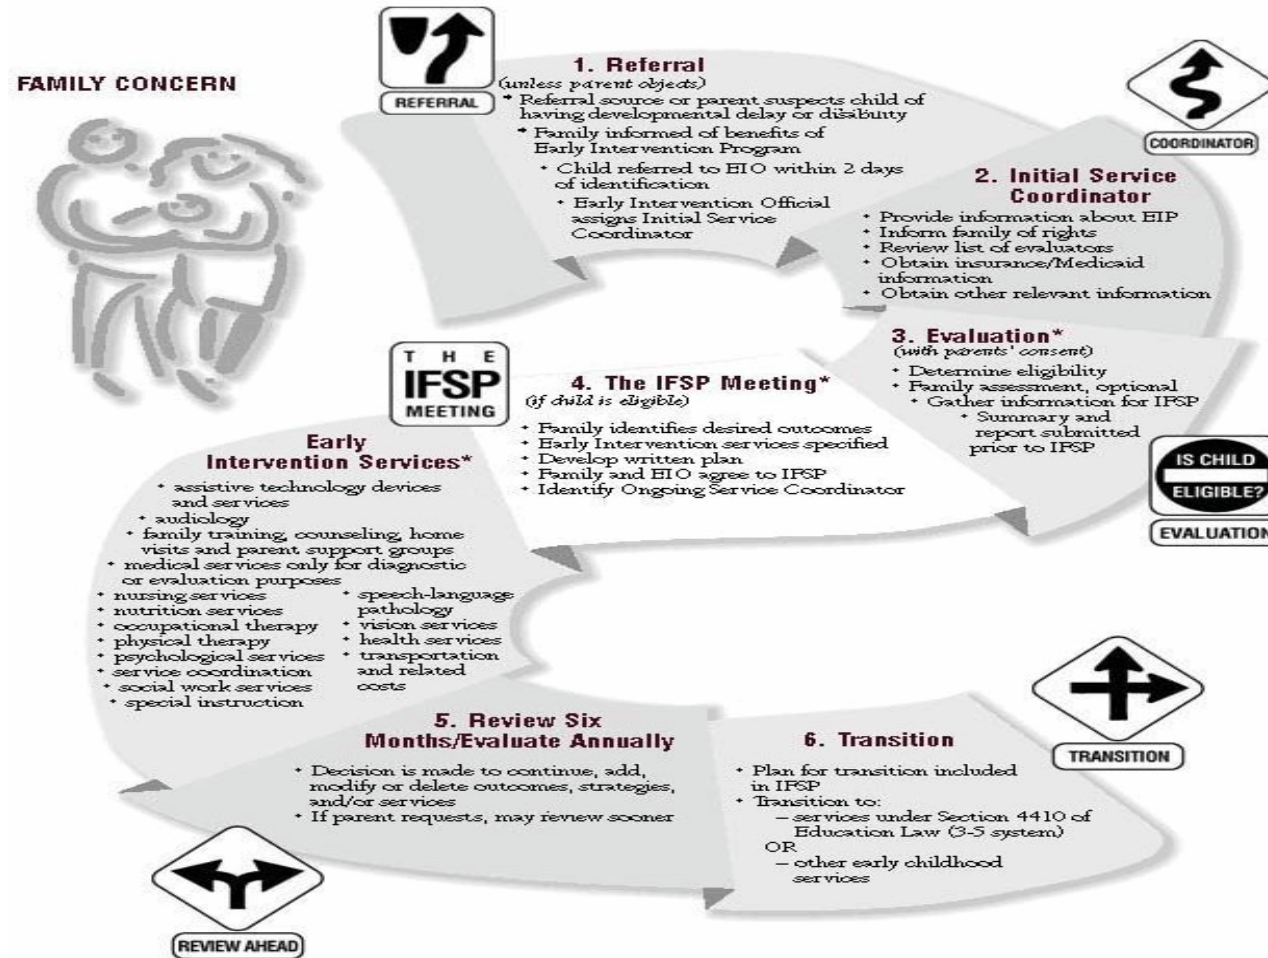 FAMILY CONCERN
REFERRAL
1. Referral
(unless parent objects)
Referral source or parent suspects child of
having developmental delay or disability
Family informed of benefits of
Early Intervention Program
Child referred to EIO within 2 days
of identification
Early Intervention Official
assigns Initial Service
Coordinator
COORDINATOR
2. Initial Service
Coordinator
Provide information about EIP
Inform family of rights
Review list of evaluators
Obtain insurance/Medicaid
information
Obtain other relevant information
3. Evaluation*
(with parents' consent)
Determine eligibility
Family assessment, optional
Gather information for IFSP
Summary and
report submitted
prior to IFSP
IS CHILD
ELIGIBLE?
EVALUATION
THE
IFSP
MEETING
4. The IFSP Meeting*
(if child is eligible)
Family identifies desired outcomes
Early Intervention services specified
Develop written plan
Family and EIO agree to IFSP
Identify Ongoing Service Coordinator
Early
Intervention Services*
assistive technology devices
and services
audiology
family training, counseling, home
visits and parent support groups
medical services only for diagnostic
or evaluation purposes
nursing services
nutrition services
occupational therapy
physical therapy
psychological services
service coordination
social work services
special instruction
speech-language
pathology
vision services
health services
transportation
and related
costs
5. Review Six
Months/Evaluate Annually
Decision is made to continue, add,
modify or delete outcomes, strategies,
and/or services
If parent requests, may review sooner
REVIEW AHEAD
6. Transition
Plan for transition included
in IFSP
Transition to:
– services under Section 4410 of
Education Law (3-5 system)
OR
– other early childhood
services
TRANSITION